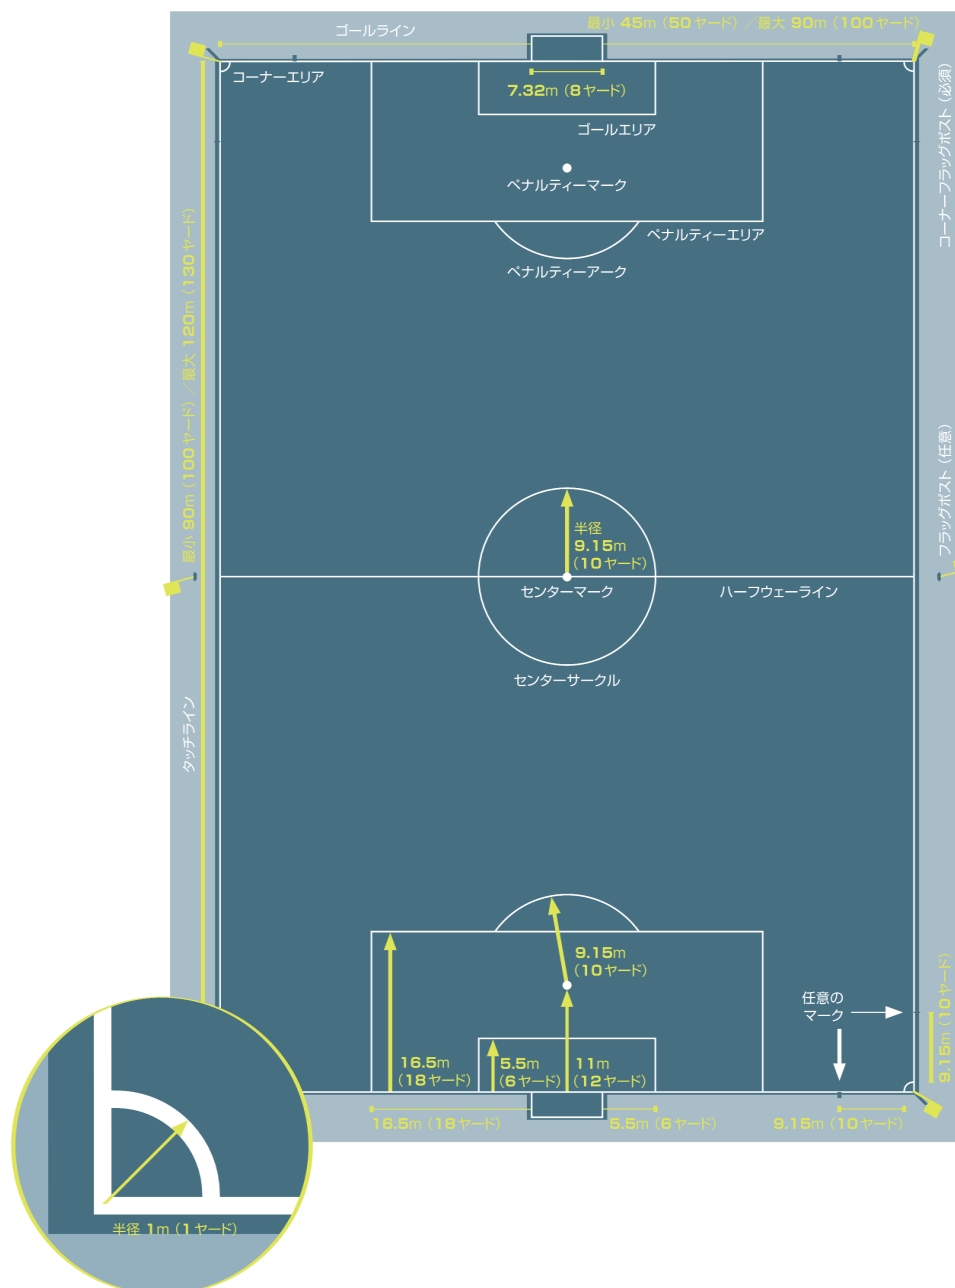 最小 45m（50ヤード）／最大 90m（100ヤード）
ゴールライン
コーナーエリア
7.32m（8ヤード）
ゴールエリア
ペナルティーマーク
ペナルティーエリア
ペナルティーアーク
コーナーフラッグポスト（必須）
最小 90m（100ヤード）／最大 120m（130ヤード）
フラッグポスト（任意）
半径
9.15m
（10ヤード）
センターマーク
ハーフウェーライン
センターサークル
タッチライン
9.15m
（10ヤード）
任意の
マーク
9.15m（10ヤード）
16.5m
（18ヤード）
5.5m
（6ヤード）
11m
（12ヤード）
16.5m（18ヤード）
5.5m（6ヤード）
9.15m（10ヤード）
半径 1m（1ヤード）